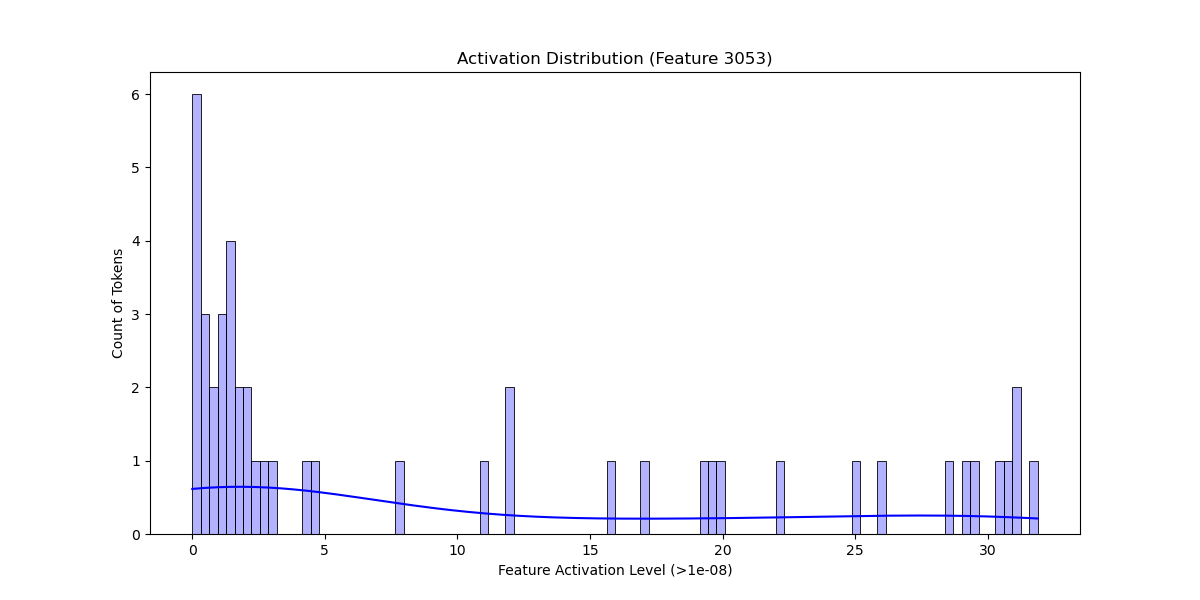 Activation Distribution (Feature 3053)
6
5
4
3
2
1
0
Count of Tokens
0 5 10 15 20 25 30
Feature Activation Level (>1e-08)